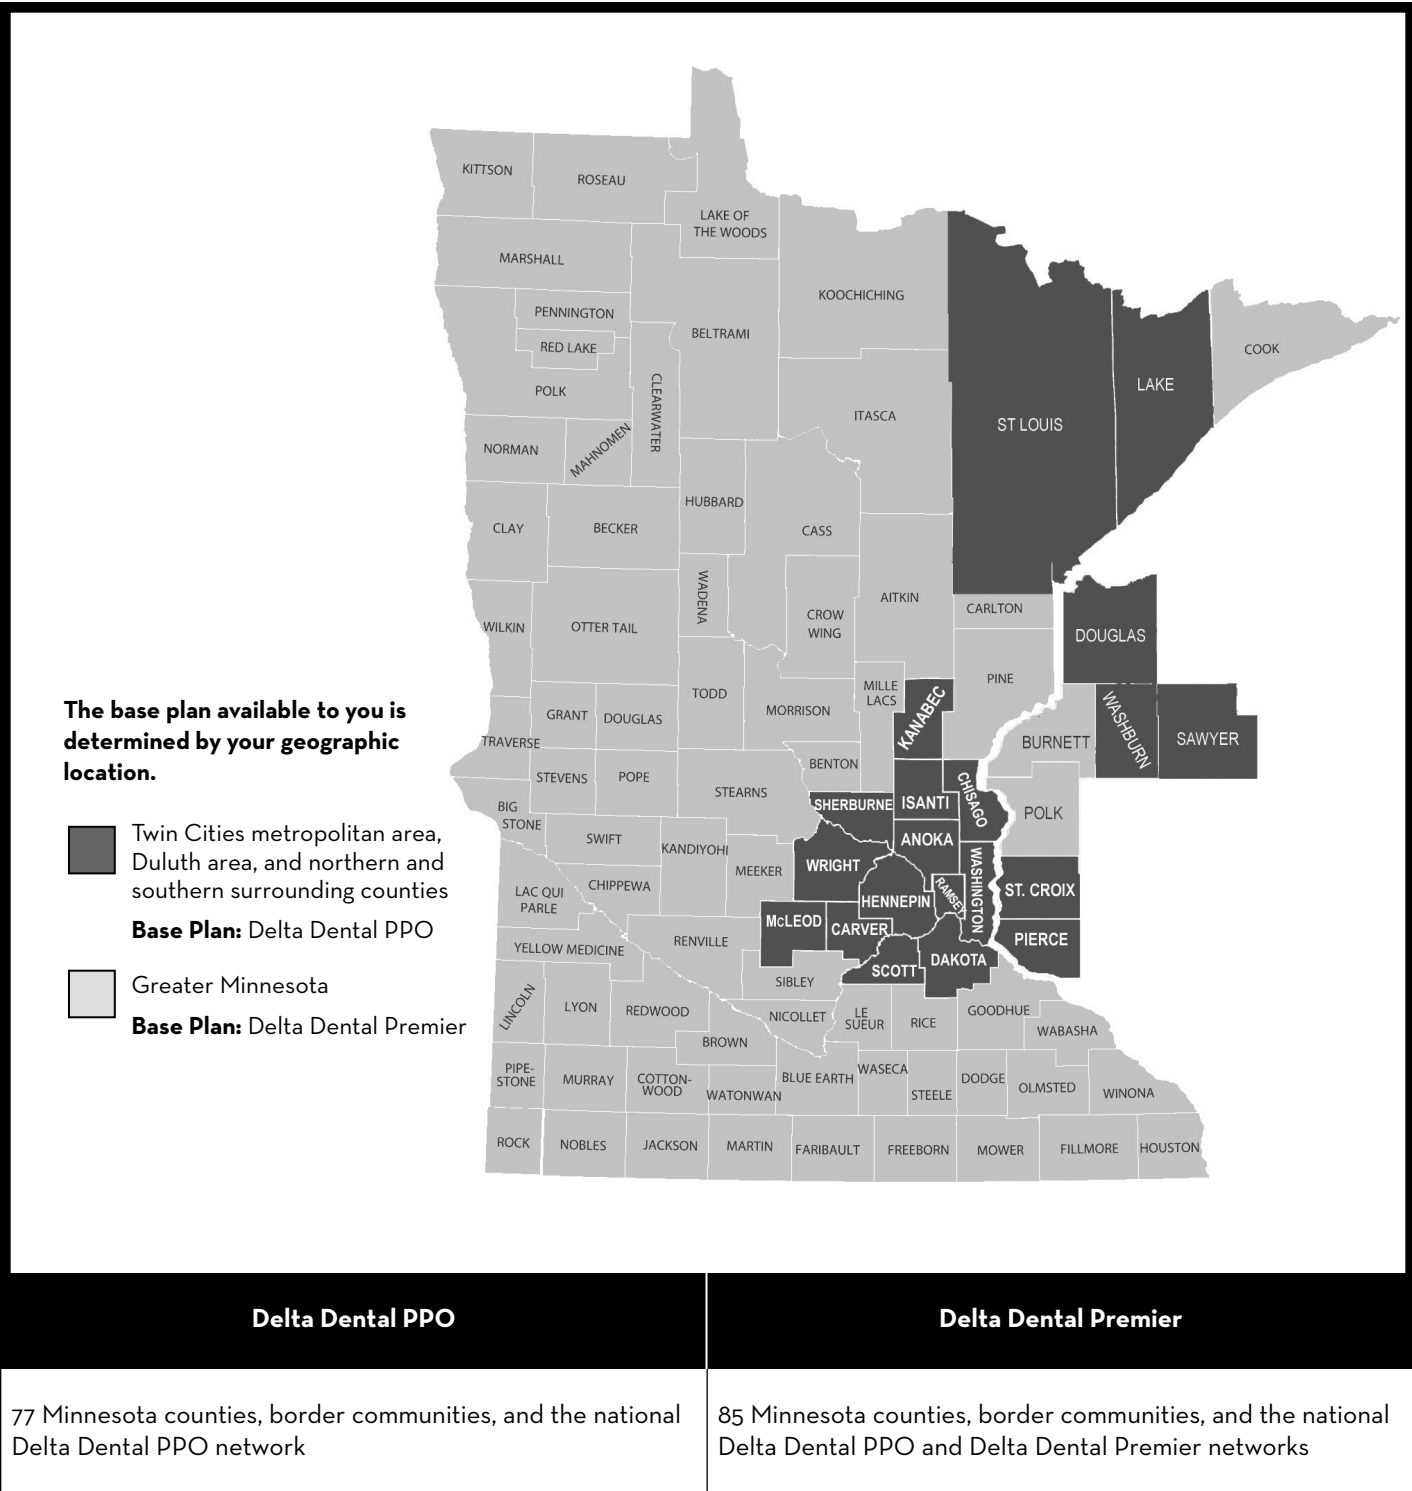 KITTSON
ROSEAU
LAKE OF
THE WOODS
MARSHALL
KOOCHICHING
PENNINGTON
BELTRAMI
RED LAKE
COOK
POLK
CLEARWATER
LAKE
ITASCA
ST LOUIS
NORMAN
MAHNOMEN
HUBBARD
CLAY
BECKER
CASS
WADENA
AITKIN
CARLTON
CROW
WING
WILKIN
OTTER TAIL
DOUGLAS
PINE
MILLE
LACS
TODD
MORRISON
KANABEC
GRANT
DOUGLAS
TRAVERSE
BURNETT
WASHBURN
SAWYER
The base plan available to you is
determined by your geographic
location.
BENTON
STEVENS
POPE
STEARNS
CHISAGO
BIG
STONE
SHERBURNE
ISANTI
POLK
Twin Cities metropolitan area,
Duluth area, and northern and
southern surrounding counties
Base Plan: Delta Dental PPO
SWIFT
KANDIYOHI
ANOKA
WRIGHT
MEEKER
WASHINGTON
CHIPPEWA
LAC QUI
PARLE
RAMSEY
ST. CROIX
HENNEPIN
McLEOD
CARVER
PIERCE
YELLOW MEDICINE
RENVILLE
DAKOTA
SCOTT
SIBLEY
Greater Minnesota
Base Plan: Delta Dental Premier
LINCOLN
LYON
REDWOOD
NICOLLET
LE
SUEUR
RICE
GOODHUE
WABASHA
BROWN
PIPE-
STONE
MURRAY
COTTON-
WOOD
WATONWAN
BLUE EARTH
WASECA
STEELE
DODGE
OLMSTED
WINONA
ROCK
NOBLES
JACKSON
MARTIN
FARIBAULT
FREEBORN
MOWER
FILLMORE
HOUSTON
Delta Dental PPO
Delta Dental Premier
77 Minnesota counties, border communities, and the national
Delta Dental PPO network
85 Minnesota counties, border communities, and the national
Delta Dental PPO and Delta Dental Premier networks